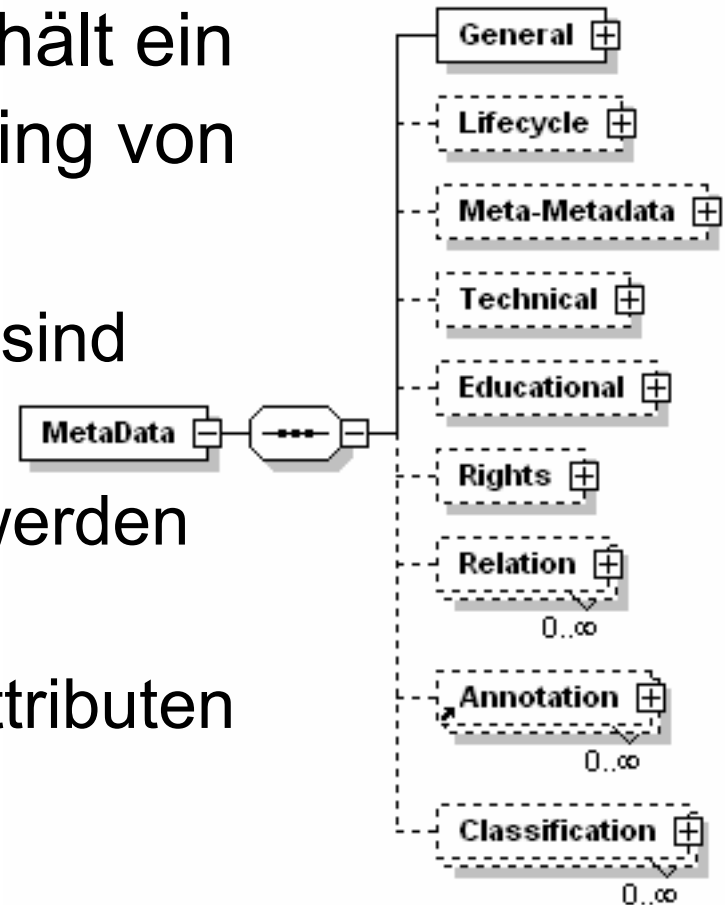 hält ein
ing von
sind
werden
ttributen
MetaData
General
Lifecycle
Meta-Metadata
Technical
Educational
Rights
Relation
0..∞
Annotation
0..∞
Classification
0..∞